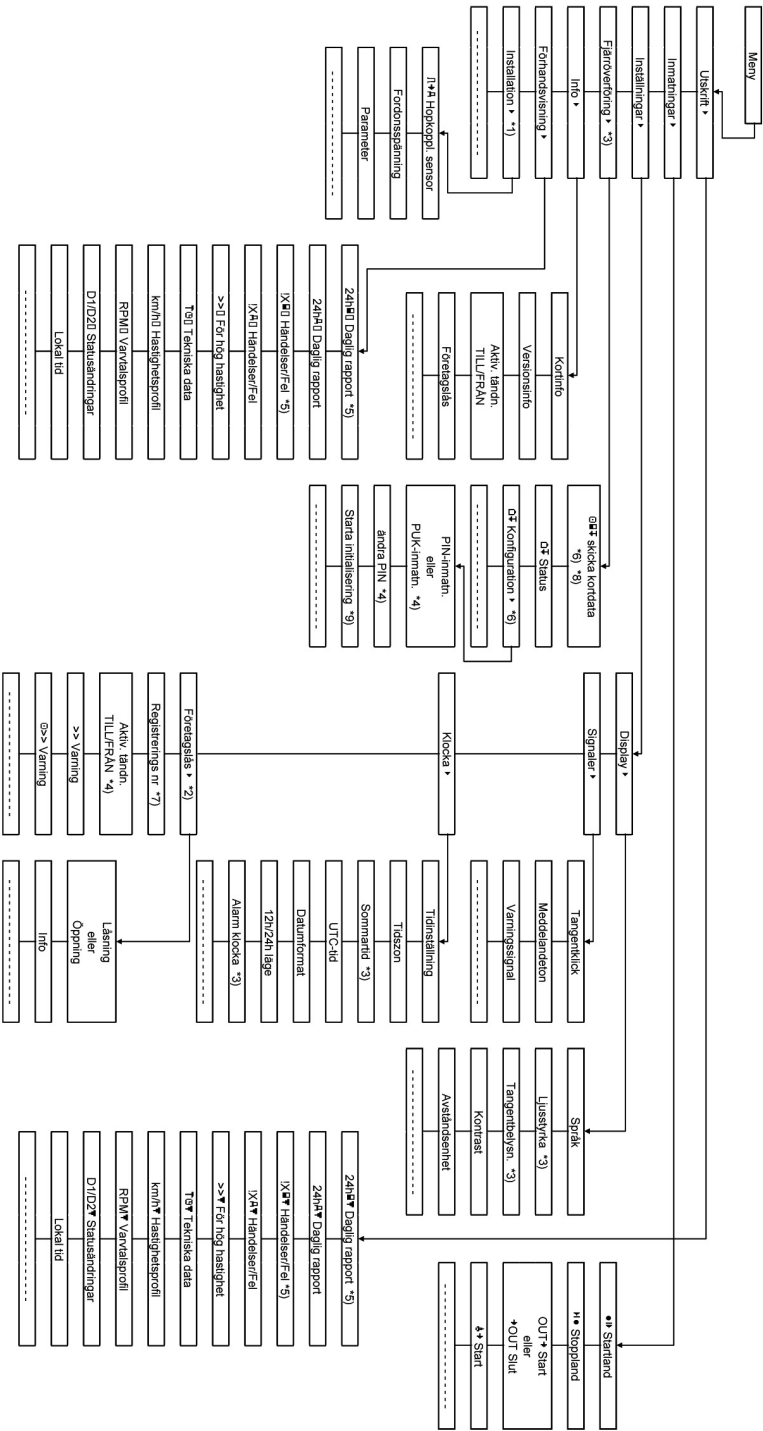 Meny
Utskrift ▸
Inmatningar ▸
Inställningar ▸
Fjärröverföring ▸ *3)
Info ▸
Förhandsvisning ▸
Installation ▸ *1)
- - - - - - - - - - - - - -
Hopkoppl. sensor
Fordonsspänning
Parameter
- - - - - - - - - - - - - -
24h Daglig rapport *5)
24h Daglig rapport
!X Händelser/Fel *5)
!X Händelser/Fel
>> För hög hastighet
Tekniska data
km/h Hastighetsprofil
RPM Varvtalsprofil
D1/D2 Statusändringar
Lokal tid
- - - - - - - - - - - - - -
Kortinfo
Versionsinfo
Aktiv. tändn.
TILL/FRÅN
Företagslås
- - - - - - - - - - - - - -
skicka kortdata
*6) *8)
Status
Konfiguration ▸ *6)
- - - - - - - - - - - - - -
PIN-inmatn.
eller
PUK-inmatn. *4)
ändra PIN *4)
Starta initialisering *9)
- - - - - - - - - - - - - -
Display ▸
Signaler ▸
Klocka ▸
Företagslås ▸ *2)
Registrerings nr *7)
Aktiv. tändn.
TILL/FRÅN *4)
>> Varning
>> Varning
- - - - - - - - - - - - - -
Tangentklick
Meddelandeton
Varningssignal
- - - - - - - - - - - - - -
Tidinställning
Tidszon
Sommartid *3)
UTC-tid
Datumformat
12h/24h läge
Alarm klocka *3)
- - - - - - - - - - - - - -
Låsning
eller
Öppning
Info
- - - - - - - - - - - - - -
Språk
Ljusstyrka *3)
Tangentbelysn. *3)
Kontrast
Avståndsenhet
- - - - - - - - - - - - - -
24h▼ Daglig rapport *5)
24h▼ Daglig rapport
!X▼ Händelser/Fel *5)
!X▼ Händelser/Fel
>>▼ För hög hastighet
▼ Tekniska data
km/h▼ Hastighetsprofil
RPM▼ Varvtalsprofil
D1/D2▼ Statusändringar
Lokal tid
- - - - - - - - - - - - - -
Startland
Stoppland
OUT➔ Start
eller
➔OUT Slut
Start
- - - - - - - - - - - - - -